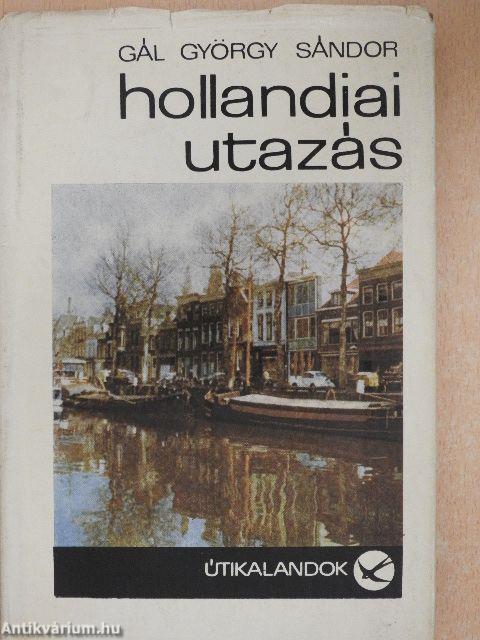 GÁL GYÖRGY SÁNDOR
hollandiai
utazás
ÚTIKALANDOK
Antikvárium.hu